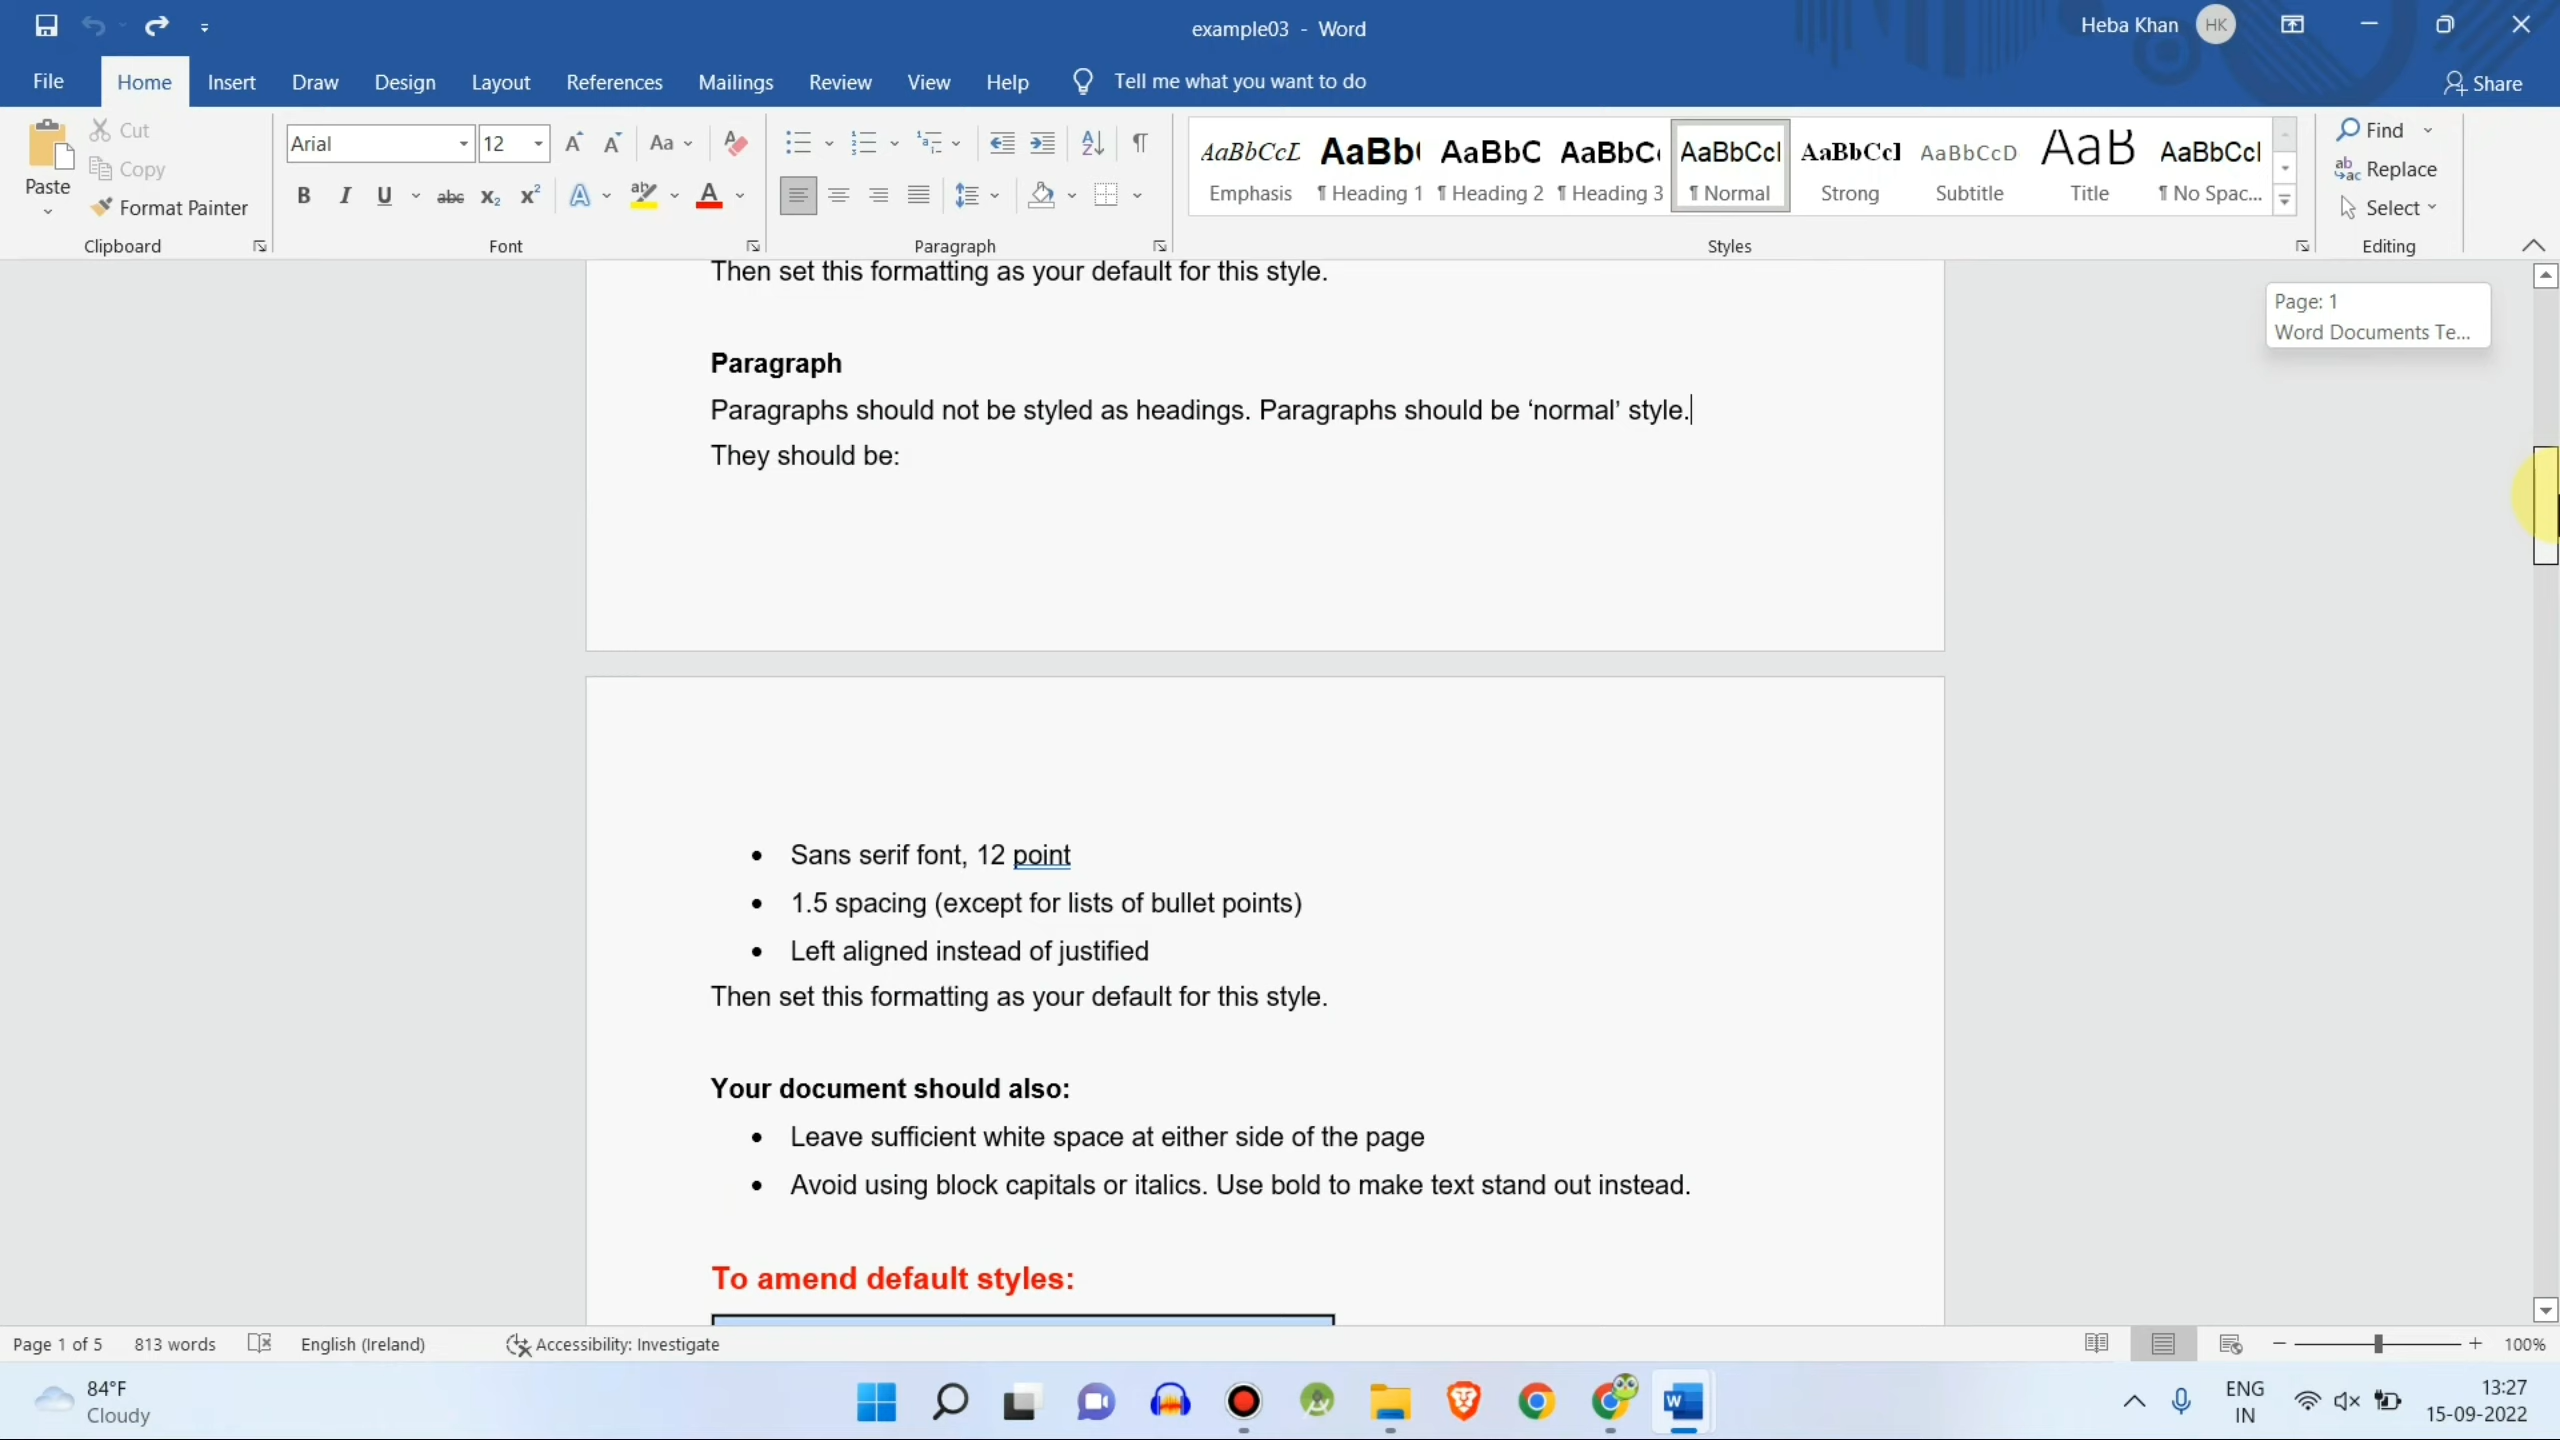 example03 - Word
Heba Khan
HK
File
Home
Insert
Draw
Design
Layout
References
Mailings
Review
View
Help
Tell me what you want to do
Share
Paste
Cut
Copy
Format Painter
Clipboard
Arial
12
Aa
Font
Paragraph
AaBbCcL
Emphasis
AaBb(
¶ Heading 1
AaBbC
¶ Heading 2
AaBbC(
¶ Heading 3
AaBbCcI
¶ Normal
AaBbCcI
Strong
AaBbCcD
Subtitle
AaB
Title
AaBbCcI
¶ No Spac...
Styles
Find
Replace
Select
Editing
Page: 1
Word Documents Te...
Then set this formatting as your default for this style.
Paragraph
Paragraphs should not be styled as headings. Paragraphs should be ‘normal’ style.
They should be:
• Sans serif font, 12 point
• 1.5 spacing (except for lists of bullet points)
• Left aligned instead of justified
Then set this formatting as your default for this style.
Your document should also:
• Leave sufficient white space at either side of the page
• Avoid using block capitals or italics. Use bold to make text stand out instead.
To amend default styles:
Page 1 of 5
813 words
English (Ireland)
Accessibility: Investigate
100%
84°F
Cloudy
ENG
IN
13:27
15-09-2022